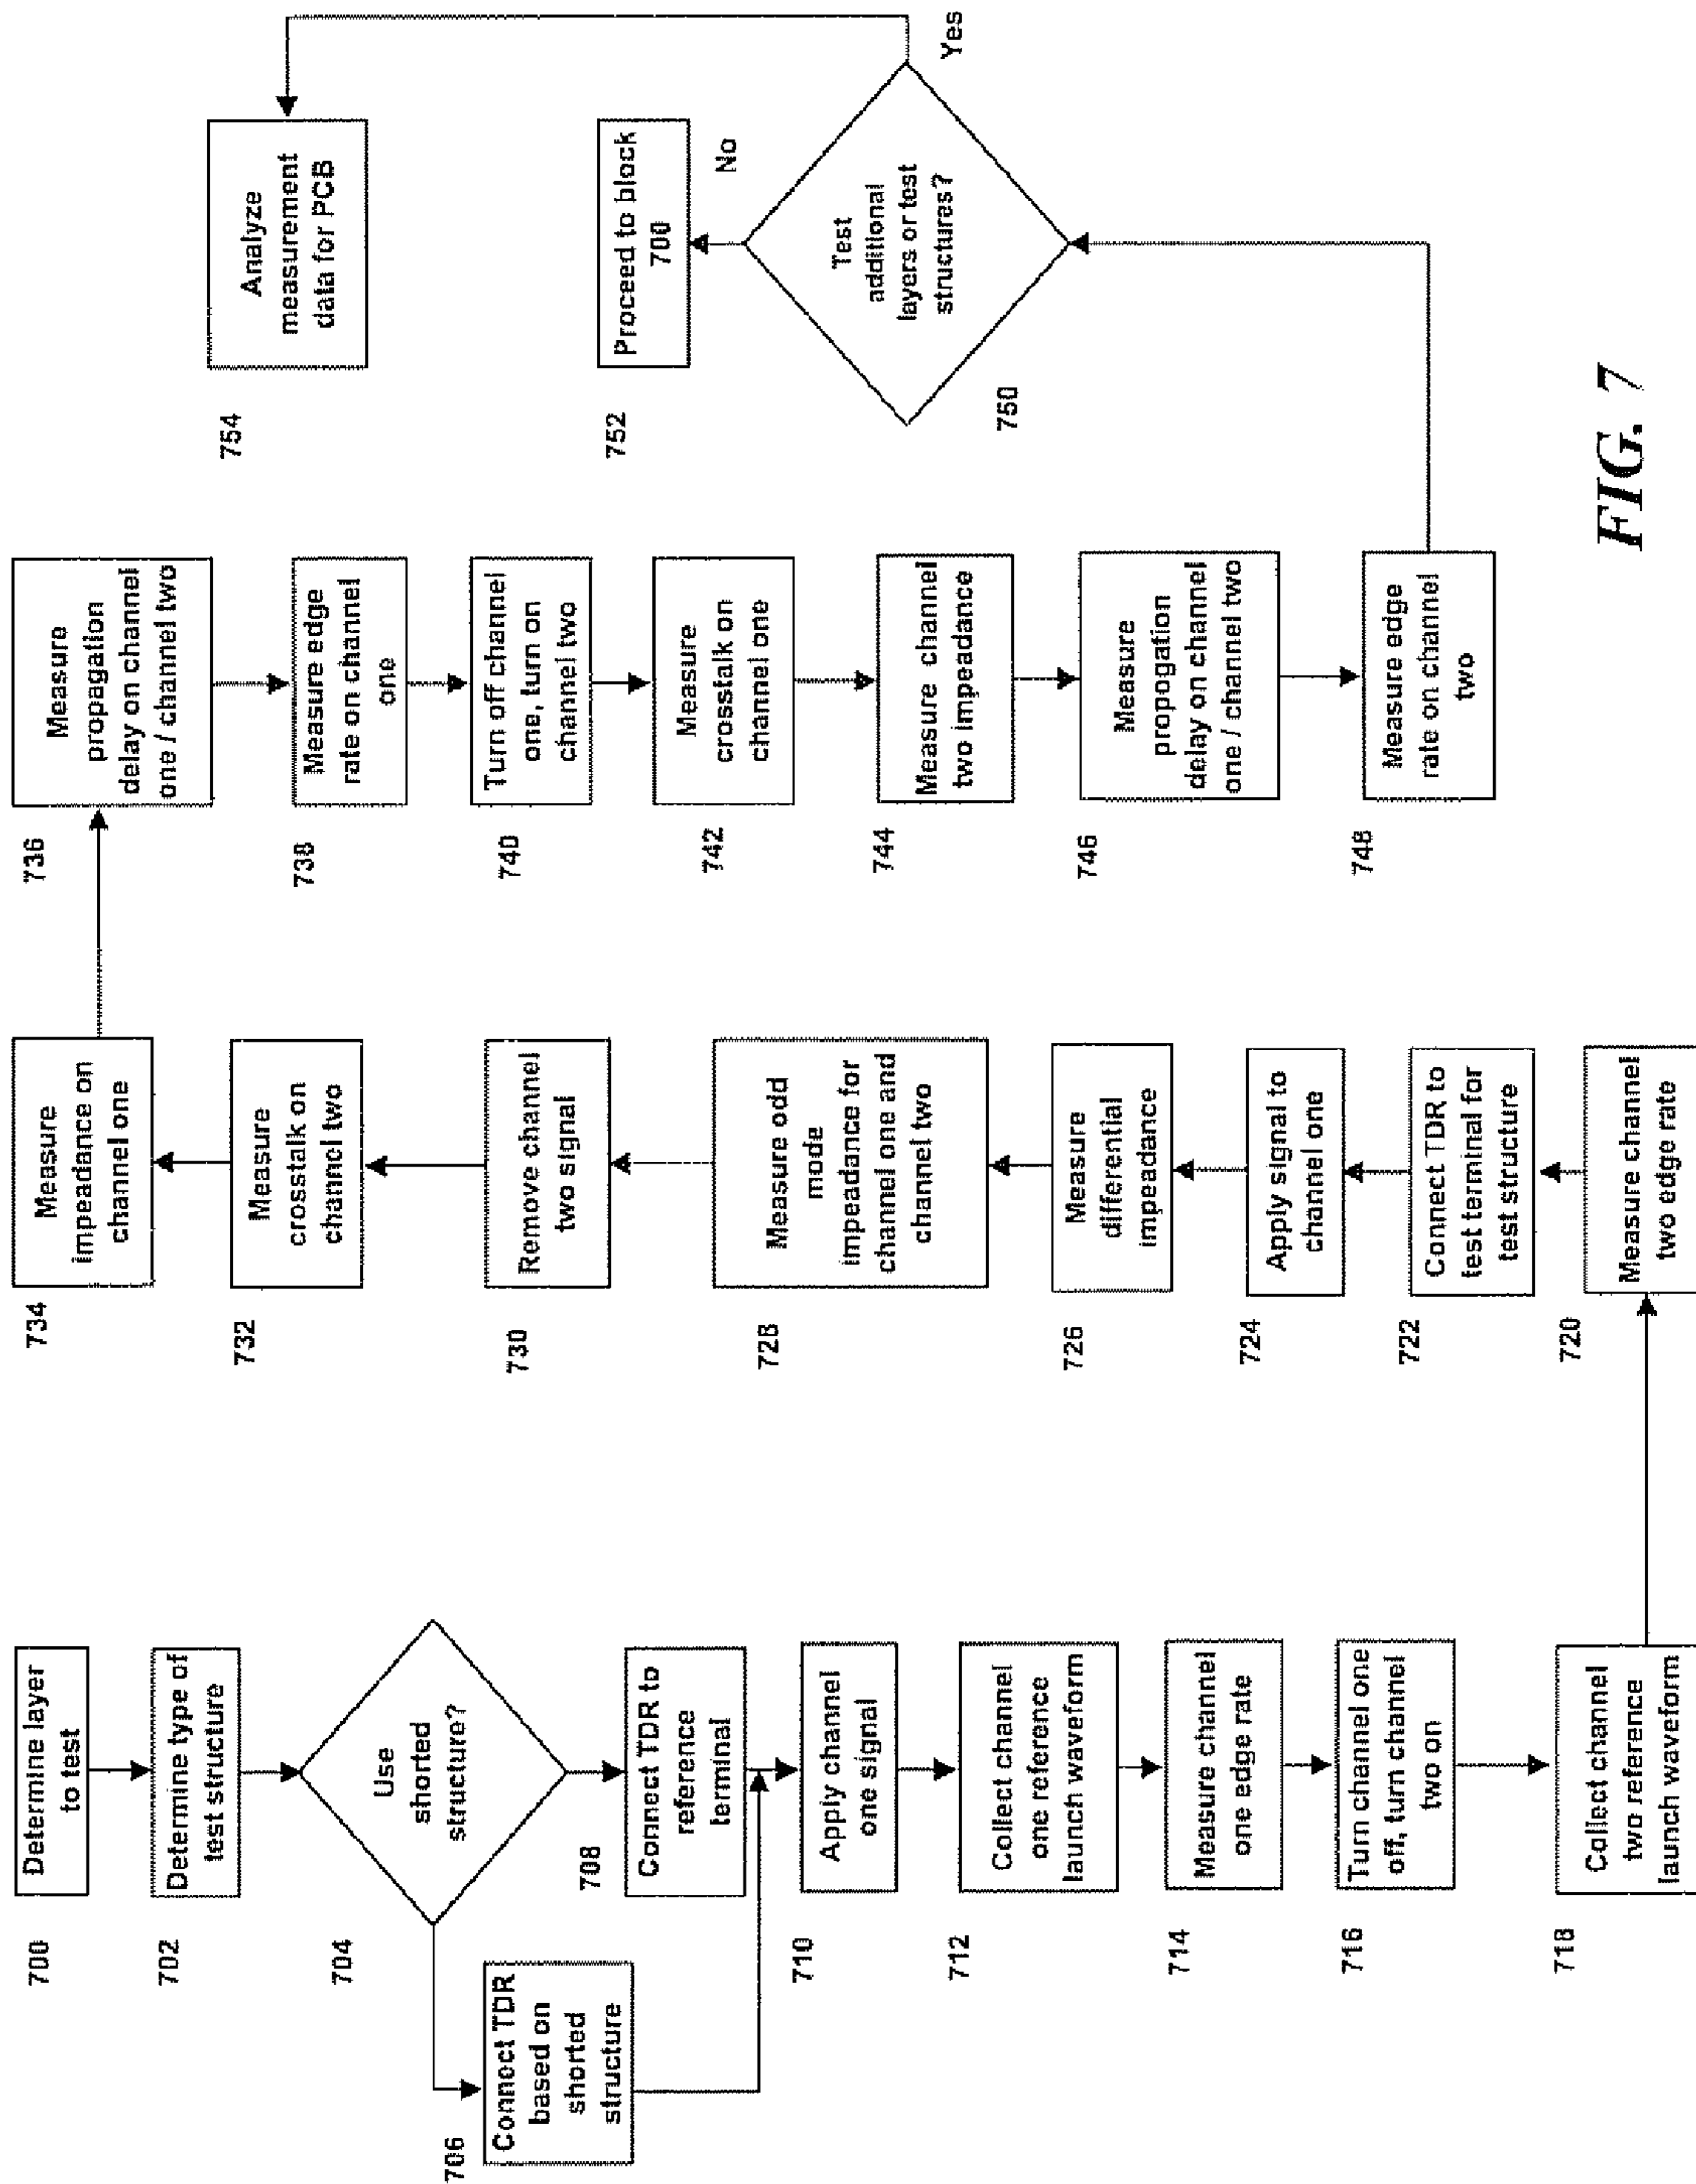 700
Determine layer
to test
702
Determine type of
test structure
704
Use
shorted
structure?
706
Connect TDR
based on
shorted
structure
708
Connect TDR to
reference
terminal
710
Apply channel
one signal
712
Collect channel
one reference
launch waveform
714
Measure channel
one edge rate
716
Turn channel one
off, turn channel
two on
718
Collect channel
two reference
launch waveform
720
Measure channel
two edge rate
722
Connect TDR to
test terminal for
test structure
724
Apply signal to
channel one
726
Measure
differential
impeadance
728
Measure odd
mode
impeadance for
channel one and
channel two
730
Remove channel
two signal
732
Measure
crosstalk on
channel two
734
Measure
impeadance on
channel one
736
Measure
propagation
delay on channel
one / channel two
738
Measure edge
rate on channel
one
740
Turn off channel
one, turn on
channel two
742
Measure
crosstalk on
channel one
744
Measure channel
two impeadance
746
Measure
propogation
delay on channel
one / channel two
748
Measure edge
rate on channel
two
750
Test
additional
layers or test
structures?
No
Yes
752
Proceed to block
700
754
Analyze
measurement
data for PCB
FIG. 7